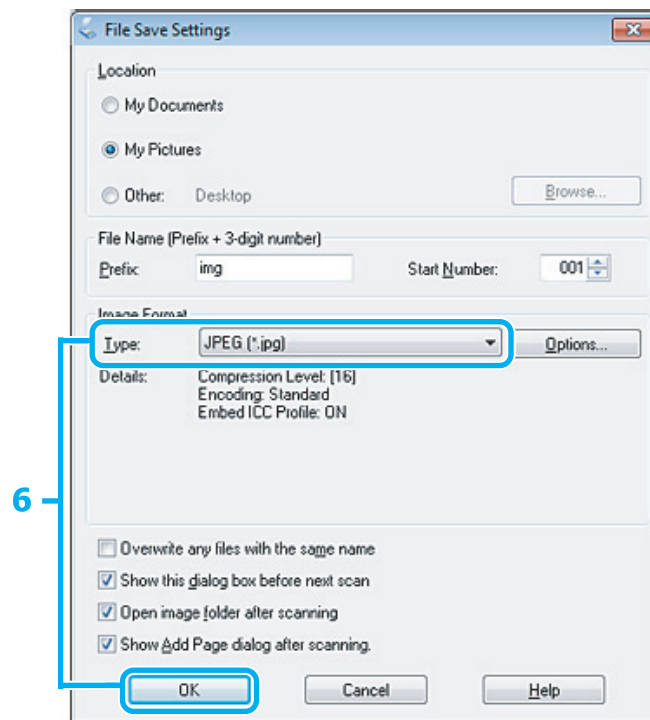 File Save Settings
Location
My Documents
My Pictures
Other: Desktop Browse...
File Name (Prefix + 3-digit number)
Prefix: img Start Number: 001
Image Format
Type: JPEG (*.jpg) Options...
Details: Compression Level: [16]
Encoding: Standard
Embed ICC Profile: ON
6
Overwrite any files with the same name
Show this dialog box before next scan
Open image folder after scanning
Show Add Page dialog after scanning.
OK Cancel Help